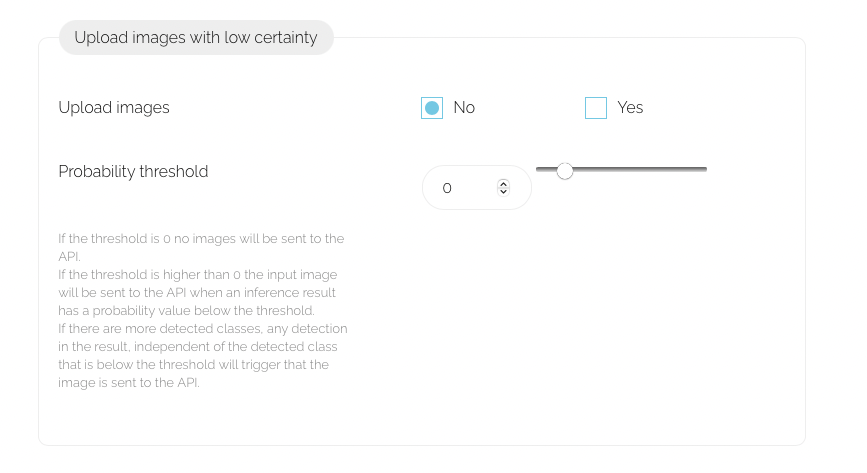 Upload images with low certainty
Upload images
No
Yes
Probability threshold
0
If the threshold is 0 no images will be sent to the
API.
If the threshold is higher than 0 the input image
will be sent to the API when an inference result
has a probability value below the threshold.
If there are more detected classes, any detection
in the result, independent of the detected class
that is below the threshold will trigger that the
image is sent to the API.